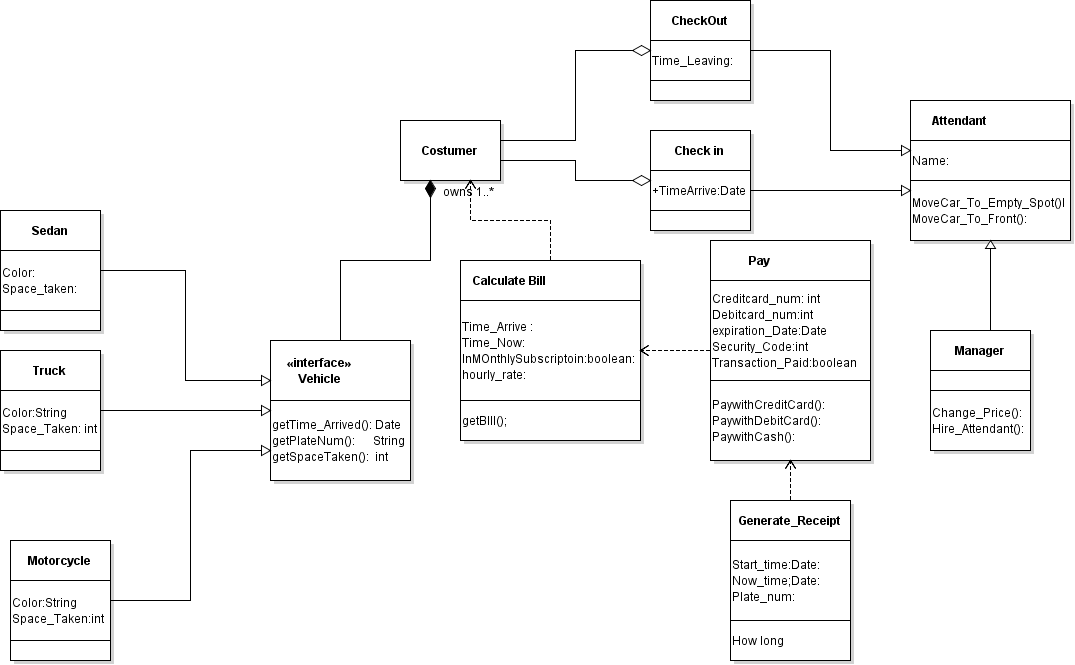 CheckOut
Time_Leaving:
Attendant
Name:
MoveCar_To_Empty_Spot()
MoveCar_To_Front():
Costumer
owns 1..*
Check in
+TimeArrive:Date
Sedan
Color:
Space_taken:
Calculate Bill
Time_Arrive :
Time_Now:
InMOnthlySubscriptoin:boolean:
hourly_rate:
getBIll();
Pay
Creditcard_num: int
Debitcard_num:int
expiration_Date:Date
Security_Code:int
Transaction_Paid:boolean
PaywithCreditCard():
PaywithDebitCard():
PaywithCash():
Manager
Change_Price():
Hire_Attendant():
Truck
Color:String
Space_Taken: int
«interface»
Vehicle
getTime_Arrived(): Date
getPlateNum(): String
getSpaceTaken(): int
Motorcycle
Color:String
Space_Taken:int
Generate_Receipt
Start_time:Date:
Now_time;Date:
Plate_num:
How long